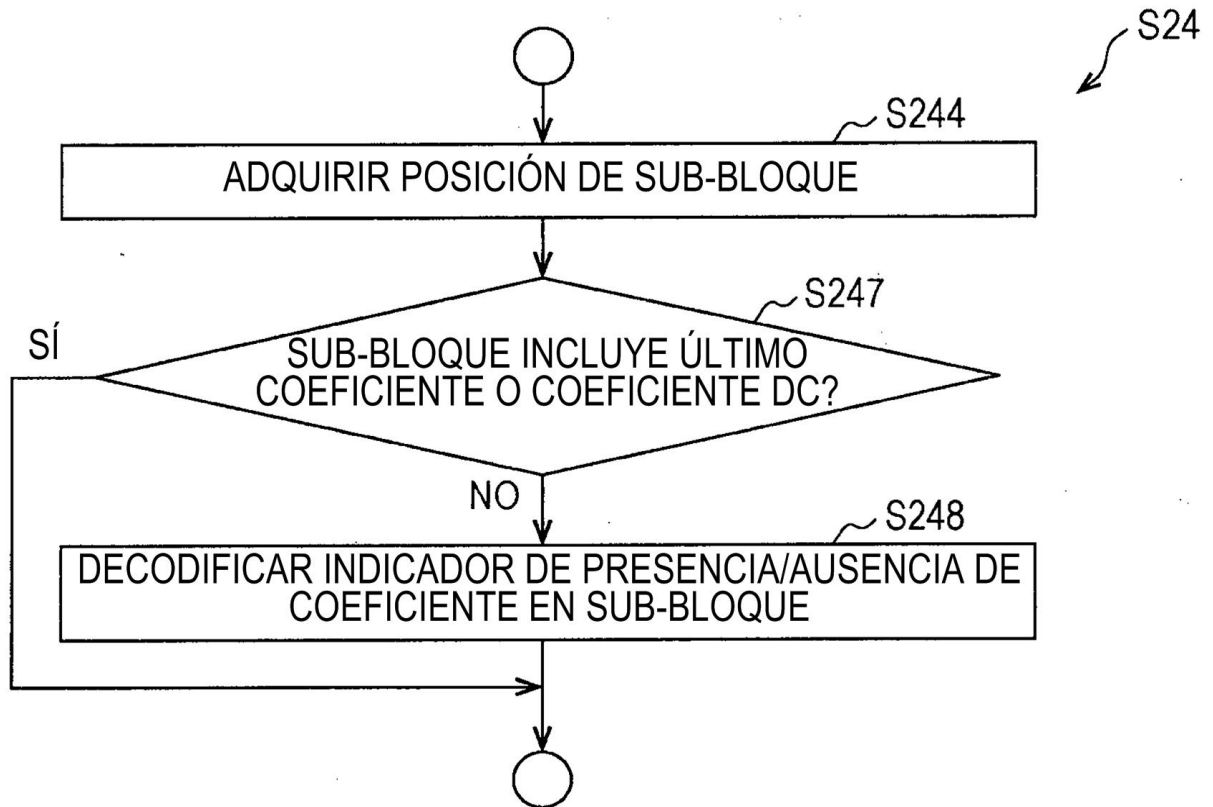 S24
S244
ADQUIRIR POSICIÓN DE SUB-BLOQUE
S247
SÍ
SUB-BLOQUE INCLUYE ÚLTIMO
COEFICIENTE O COEFICIENTE DC?
NO
S248
DECODIFICAR INDICADOR DE PRESENCIA/AUSENCIA DE
COEFICIENTE EN SUB-BLOQUE